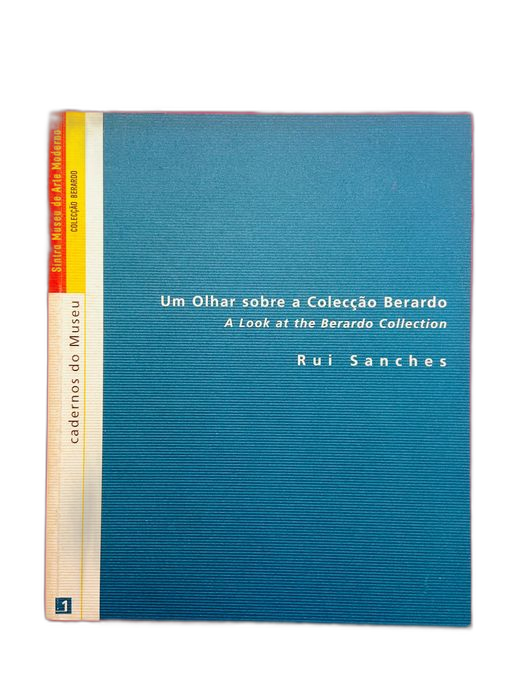 Sintra Museu de Arte Moderna
COLECÇÃO BERARDO
cadernos do Museu
1
Um Olhar sobre a Colecção Berardo
A Look at the Berardo Collection
Rui Sanches